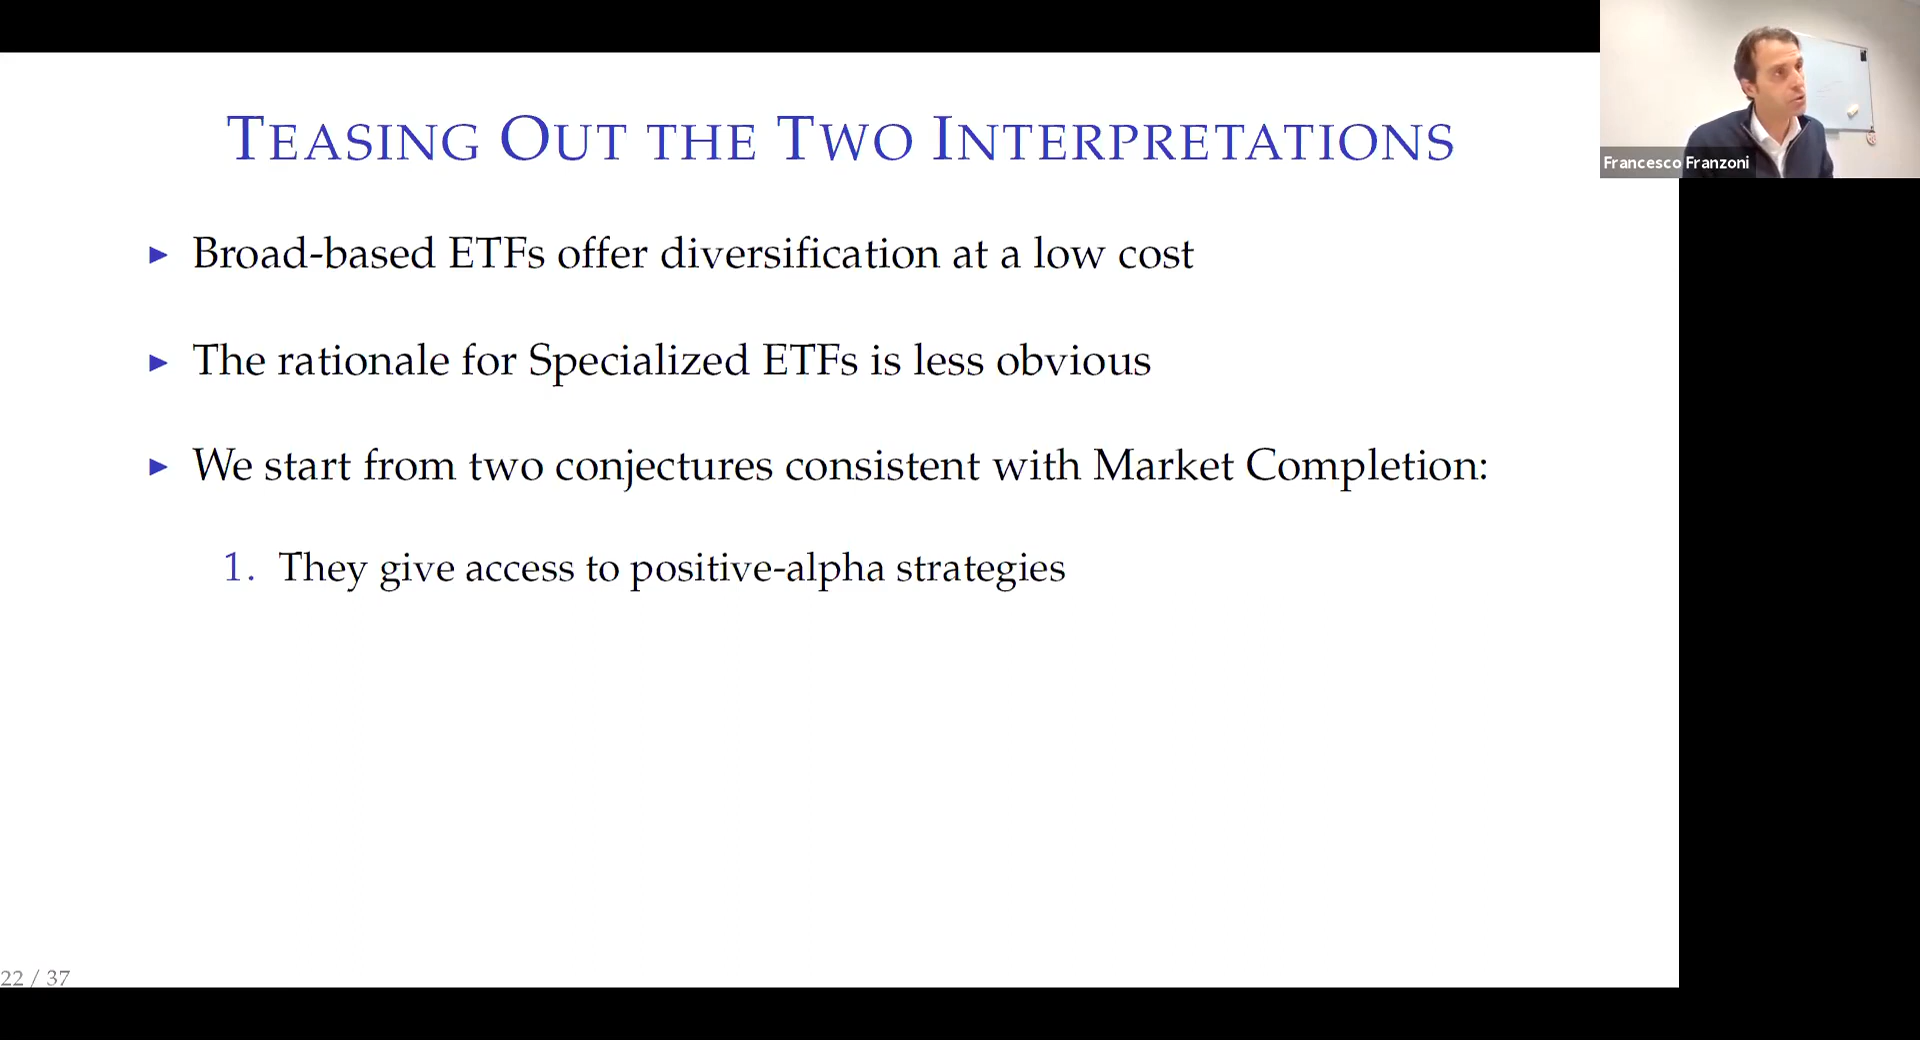 TEASING OUT THE TWO INTERPRETATIONS
▶ Broad-based ETFs offer diversification at a low cost
▶ The rationale for Specialized ETFs is less obvious
▶ We start from two conjectures consistent with Market Completion:
1. They give access to positive-alpha strategies
22 / 37
Francesco Franzoni